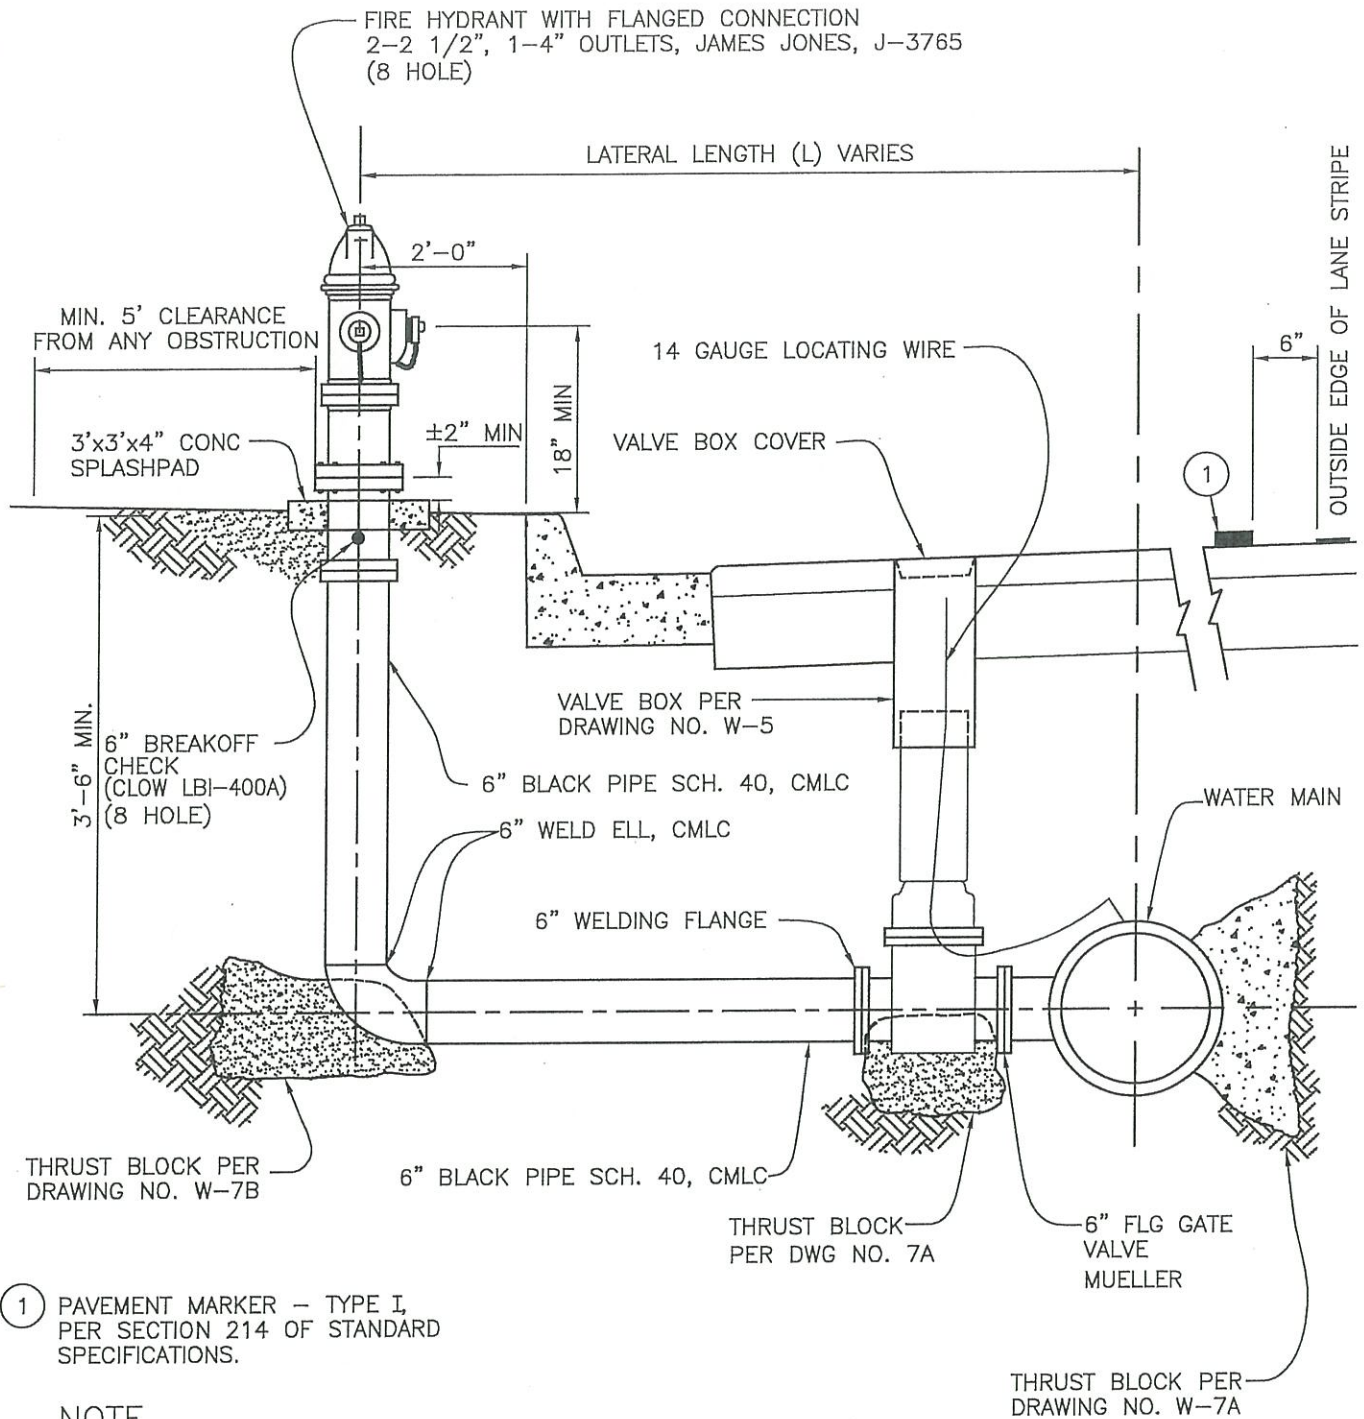 FIRE HYDRANT WITH FLANGED CONNECTION
2-2 1/2", 1-4" OUTLETS, JAMES JONES, J-3765
(8 HOLE)
LATERAL LENGTH (L) VARIES
OUTSIDE EDGE OF LANE STRIPE
2'-0"
MIN. 5' CLEARANCE
FROM ANY OBSTRUCTION
14 GAUGE LOCATING WIRE
6"
18" MIN
3'x3'x4" CONC
SPLASHPAD
±2" MIN
VALVE BOX COVER
1
VALVE BOX PER
DRAWING NO. W-5
3'-6" MIN.
6" BREAKOFF
CHECK
(CLOW LBI-400A)
(8 HOLE)
6" BLACK PIPE SCH. 40, CMLC
WATER MAIN
6" WELD ELL, CMLC
6" WELDING FLANGE
THRUST BLOCK PER
DRAWING NO. W-7B
6" BLACK PIPE SCH. 40, CMLC
THRUST BLOCK
PER DWG NO. 7A
6" FLG GATE
VALVE
MUELLER
1 PAVEMENT MARKER - TYPE I,
PER SECTION 214 OF STANDARD
SPECIFICATIONS.
THRUST BLOCK PER
DRAWING NO. W-7A
NOTE